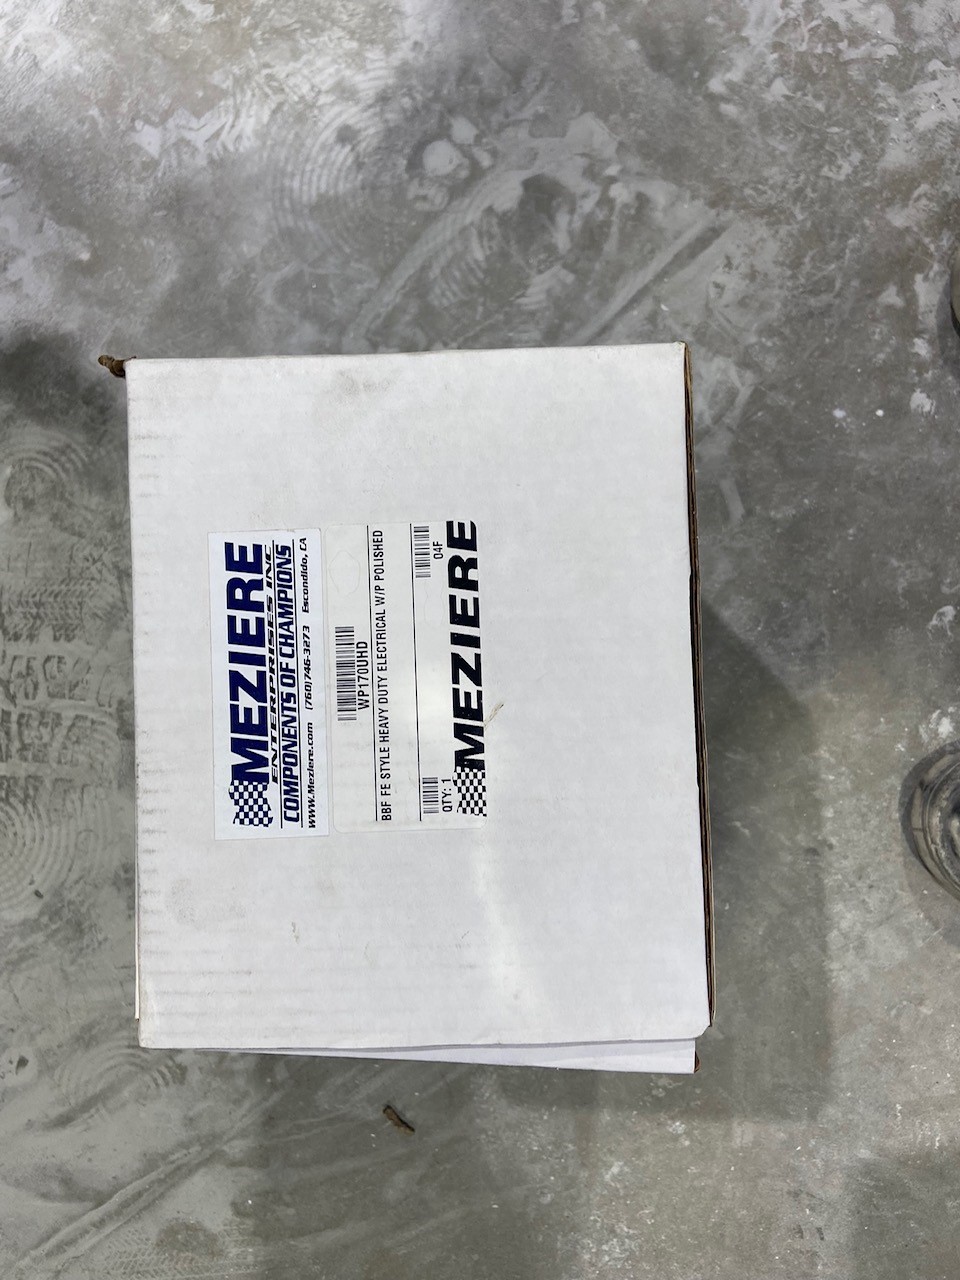 MEZIERE
ENTERPRISES INC
COMPONENTS OF CHAMPIONS
www.Meziere.com (760)746-3273 Escondido, CA
WP170UHD
BBF FE STYLE HEAVY DUTY ELECTRICAL W/P POLISHED
QTY: 1 04F
MEZIERE